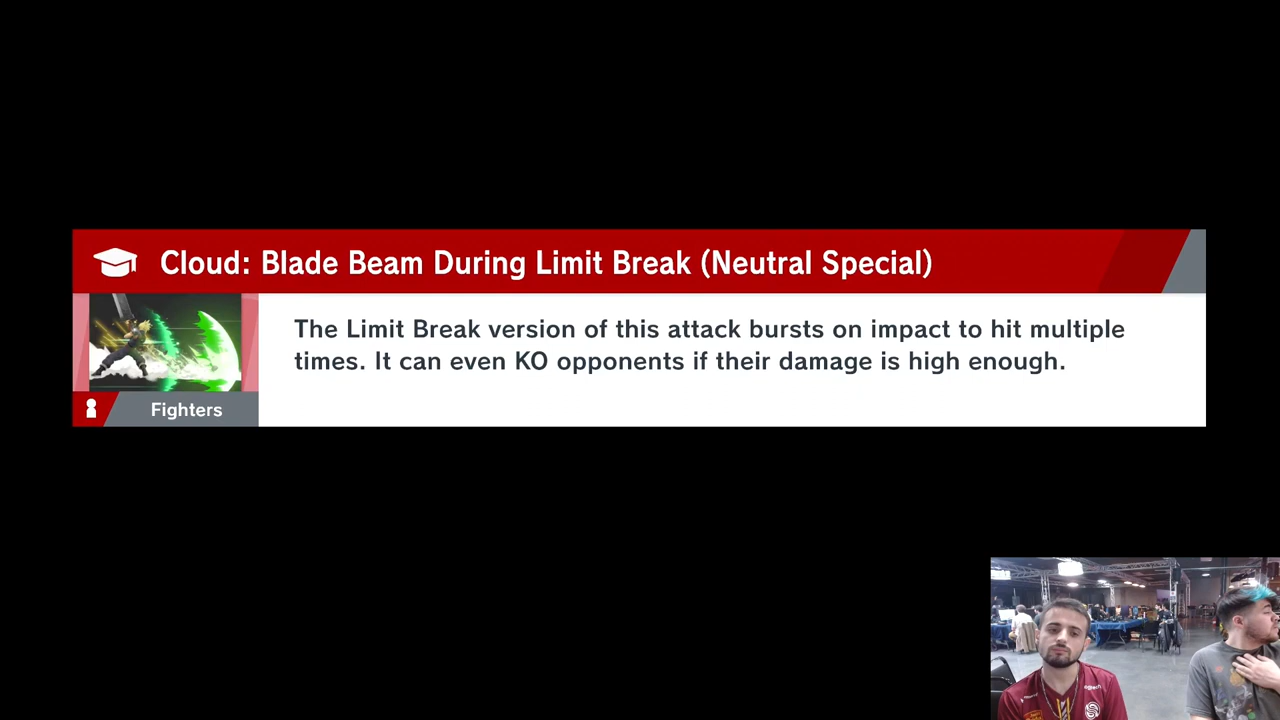 Cloud: Blade Beam During Limit Break (Neutral Special)
The Limit Break version of this attack bursts on impact to hit multiple
times. It can even KO opponents if their damage is high enough.
Fighters